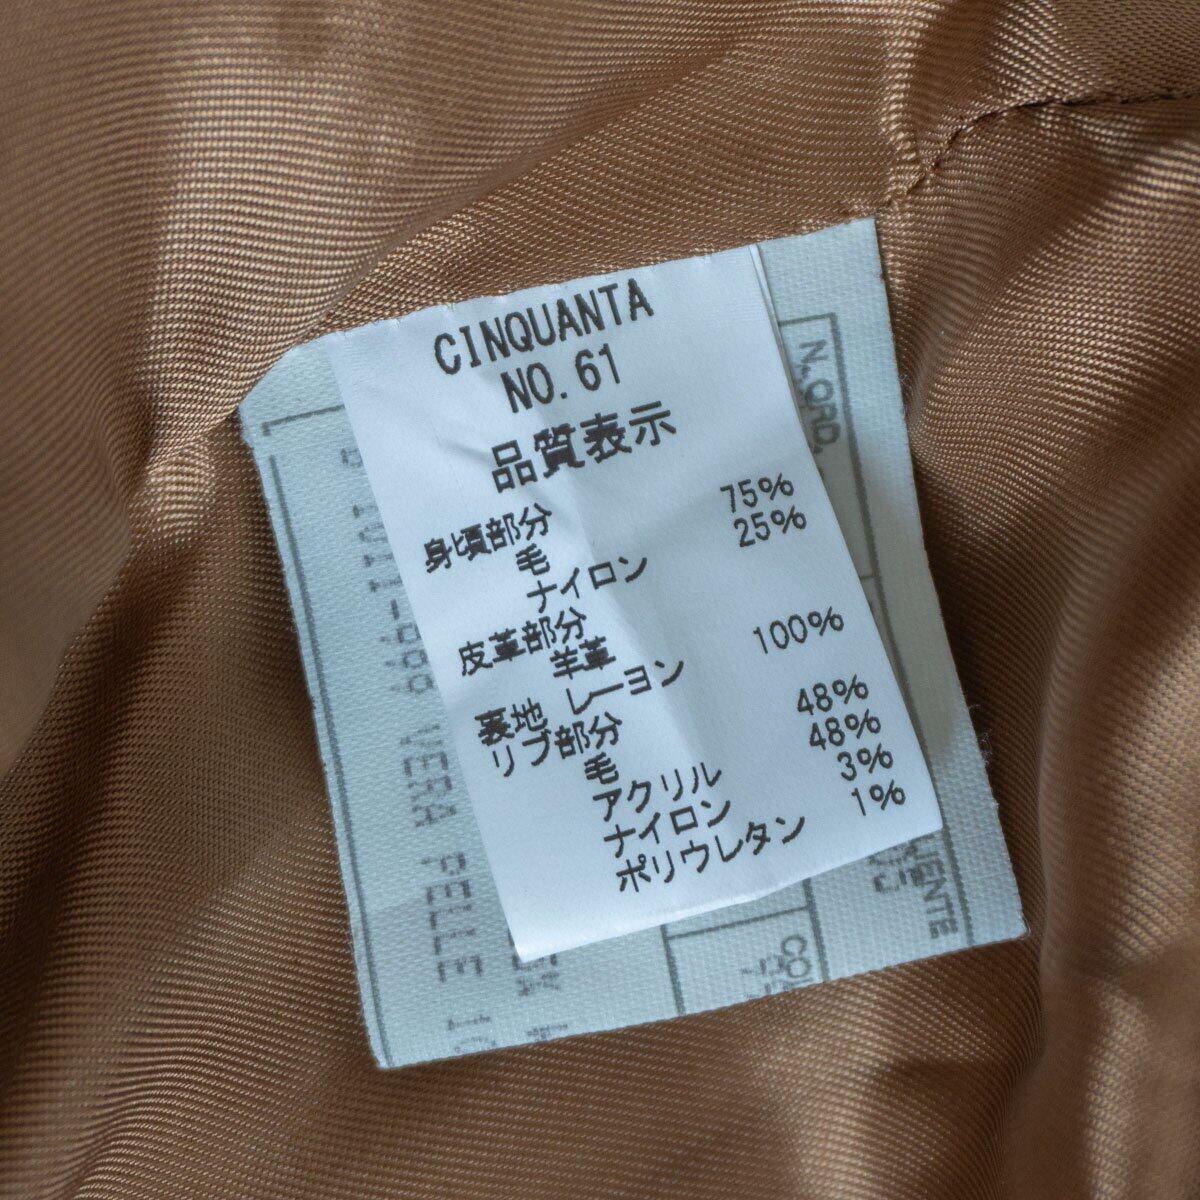 CINQUANTA
NO. 61
品質表示
身頃部分
毛 75%
ナイロン 25%
皮革部分
羊革
裏地 レーヨン 100%
リブ部分
毛 48%
アクリル 48%
ナイロン 3%
ポリウレタン 1%
N. ORD.
VERA PELLE